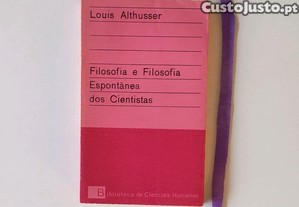 CustoJusto.pt
Louis Althusser
Filosofia e Filosofia
Espontânea
dos Cientistas
B
Biblioteca de Ciências Humanas